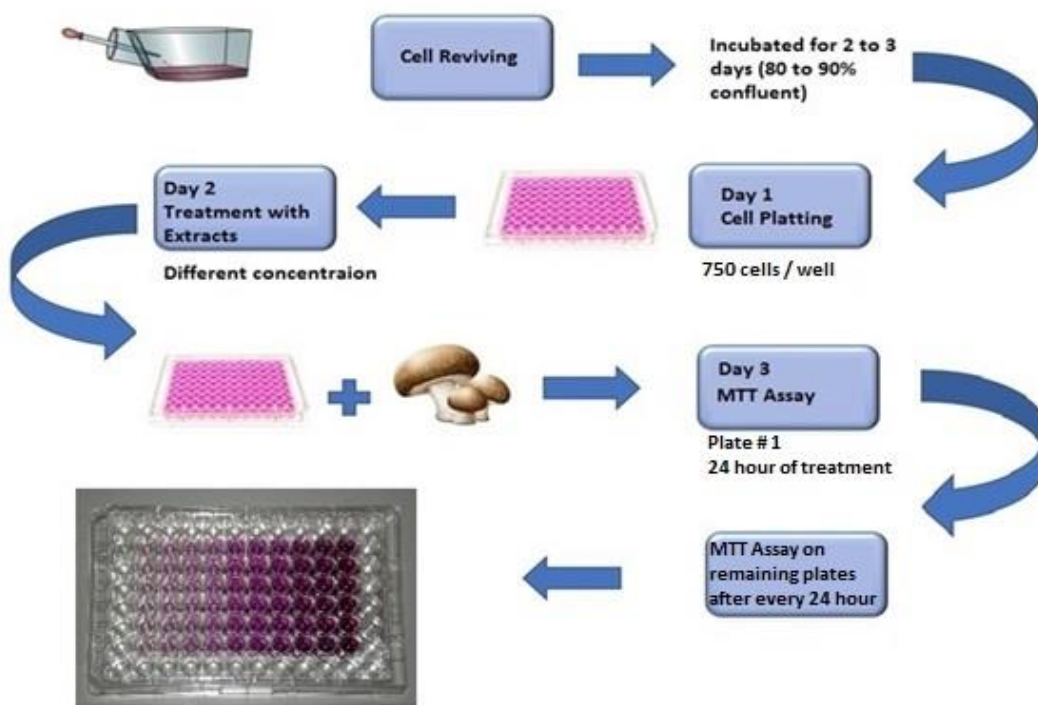 Cell Reviving
Incubated for 2 to 3
days (80 to 90%
confluent)
Day 1
Cell Platting
750 cells / well
Day 2
Treatment with
Extracts
Different concentraion
Day 3
MTT Assay
Plate # 1
24 hour of treatment
MTT Assay on
remaining plates
after every 24 hour